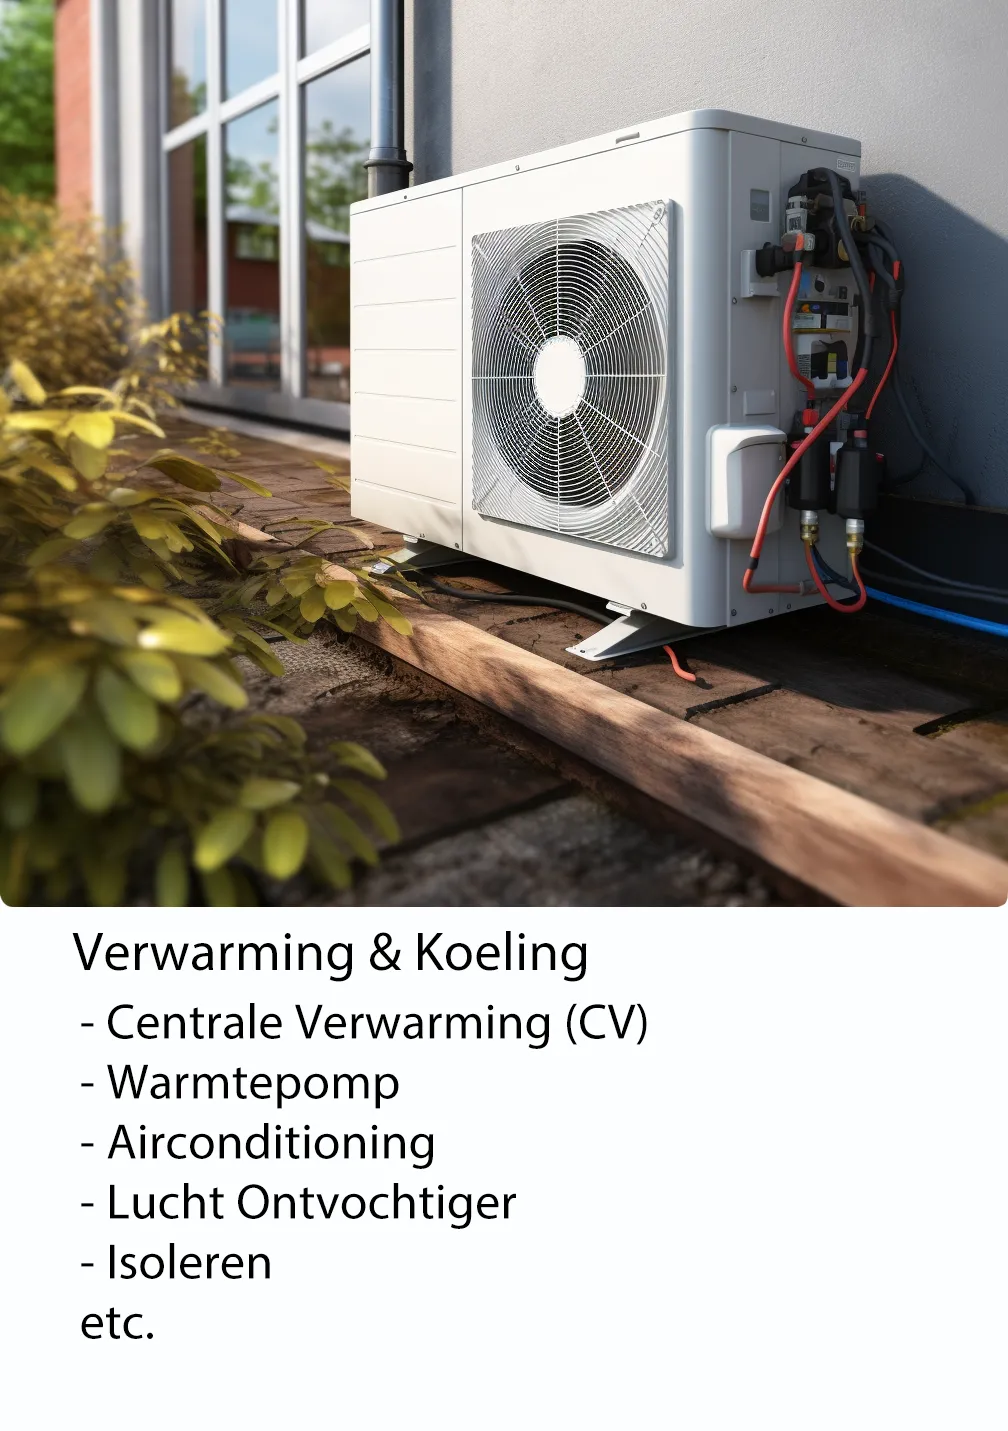 Verwarming & Koeling
- Centrale Verwarming (CV)
- Warmtepomp
- Airconditioning
- Lucht Ontvochtiger
- Isoleren
etc.